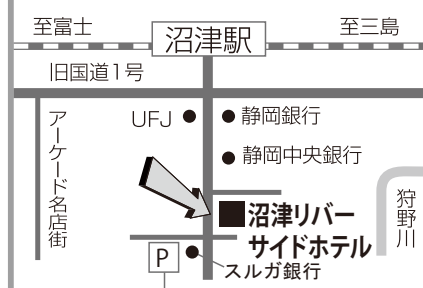 至富士
沼津駅
至三島
旧国道1号
アーケード名店街
UFJ
静岡銀行
静岡中央銀行
沼津リバー
サイドホテル
狩野川
P
スルガ銀行